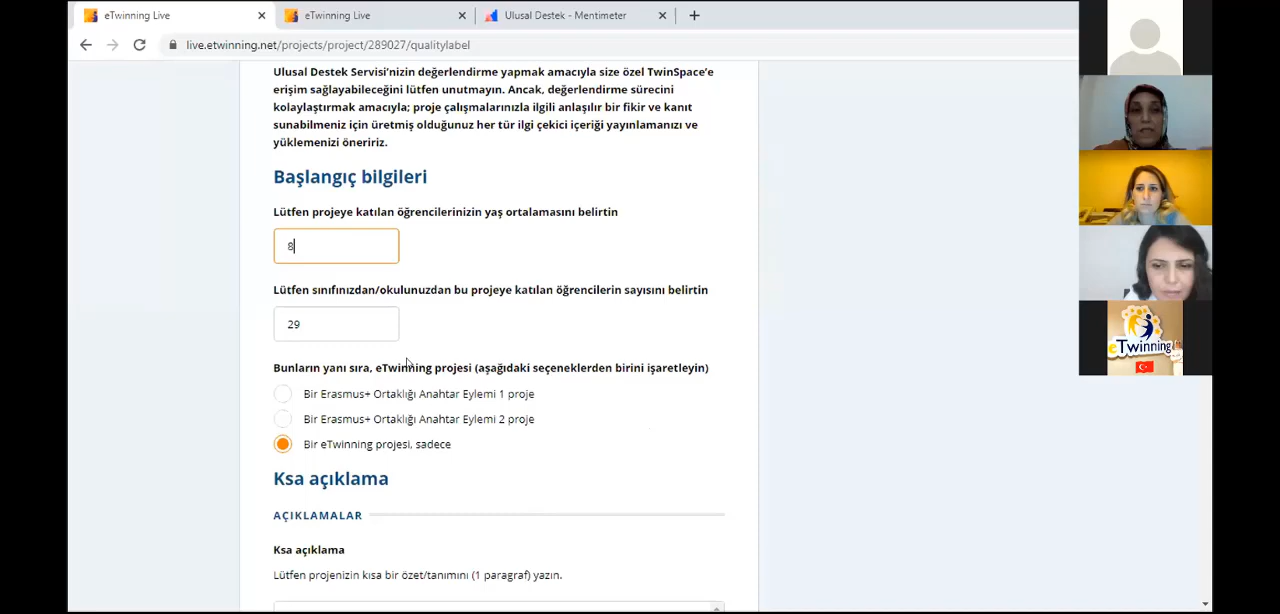 eTwinning Live
eTwinning Live
Ulusal Destek - Mentimeter
live.etwinning.net/projects/project/289027/qualitylabel
Ulusal Destek Servisi'nizin değerlendirme yapmak amacıyla size özel TwinSpace'e
erişim sağlayabileceğini lütfen unutmayın. Ancak, değerlendirme sürecini
kolaylaştırmak amacıyla; proje çalışmalarınızla ilgili anlaşılır bir fikir ve kanıt
sunabilmeniz için üretmiş olduğunuz her tür ilgi çekici içeriği yayınlamanızı ve
yüklemenizi öneririz.
Başlangıç bilgileri
Lütfen projeye katılan öğrencilerinizin yaş ortalamasını belirtin
8
Lütfen sınıfınızdan/okulunuzdan bu projeye katılan öğrencilerin sayısını belirtin
29
Bunların yanı sıra, eTwinning projesi (aşağıdaki seçeneklerden birini işaretleyin)
Bir Erasmus+ Ortaklığı Anahtar Eylemi 1 proje
Bir Erasmus+ Ortaklığı Anahtar Eylemi 2 proje
Bir eTwinning projesi, sadece
Ksa açıklama
AÇIKLAMALAR
Ksa açıklama
Lütfen projenizin kısa bir özet/tanımını (1 paragraf) yazın.
eTwinning